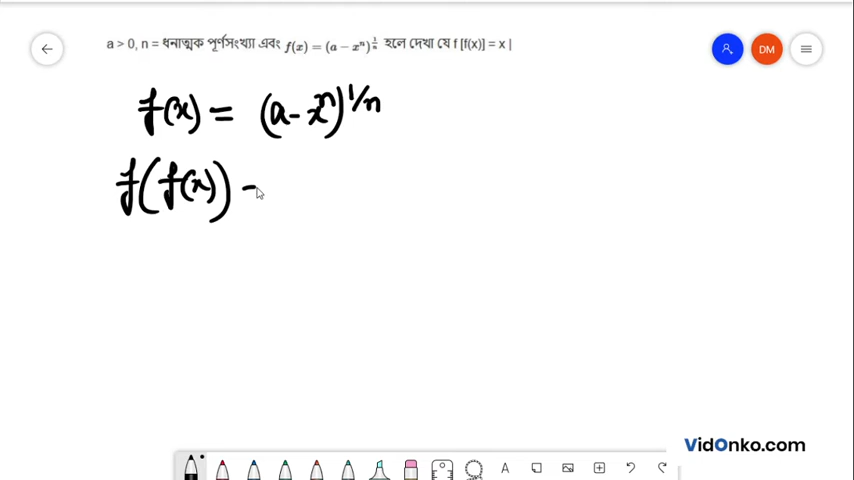 a > 0, n = ধনাত্মক পূর্ণসংখ্যা এবং f(x) = (a − xⁿ)^{1/n} হলে দেখা যে f [f(x)] = x |
DM
f(x) = (a − xⁿ)^{1/n}
f(f(x)) -
VidOnko.com
A